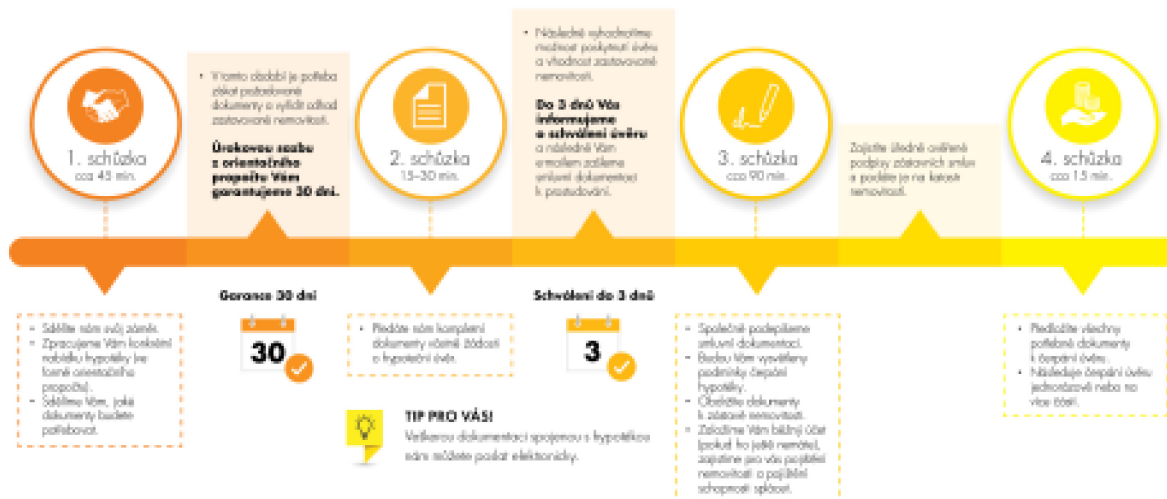 1. schůzka
cca 45 min.
• V tomto období je potřeba
získat požadované
dokumenty a vyřídit odhad
zastavované nemovitosti.
Úrokovou sazbu
z orientačního
propočtu Vám
garantujeme 30 dní.
2. schůzka
15–30 min.
• Následně vyhodnotíme
možnost poskytnutí úvěru
a vhodnost zastavované
nemovitosti.
Do 3 dnů Vás
informujeme
o schválení úvěru
a následně Vám
emailem zašleme
smluvní dokumentaci
k prostudování.
3. schůzka
cca 90 min.
Zajistíte úředně ověřené
podpisy zástavních smluv
a podáte je na katastr
nemovitostí.
4. schůzka
cca 15 min.
Garance 30 dní
30
Schválení do 3 dnů
3
• Sdělíte nám svůj záměr.
• Zpracujeme Vám konkrétní
nabídku hypotéky (ve
formě orientačního
propočtu).
• Sdělíme Vám, jaké
dokumenty budete
potřebovat.
• Předáte nám kompletní
dokumenty včetně žádosti
o hypoteční úvěr.
TIP PRO VÁS!
Veškerou dokumentaci spojenou s hypotékou
nám můžete poslat elektronicky.
• Společně podepíšeme
smluvní dokumentaci.
• Budou Vám vysvětleny
podmínky čerpání
hypotéky.
• Obdržíte dokumenty
k zástavě nemovitosti.
• Založíme Vám běžný účet
(pokud ho ještě nemáte),
zajistíme pro vás pojištění
nemovitosti a pojištění
schopnosti splácet.
• Předložíte všechny
potřebné dokumenty
k čerpání úvěru.
• Následuje čerpání úvěru
jednorázově nebo na
více částí.